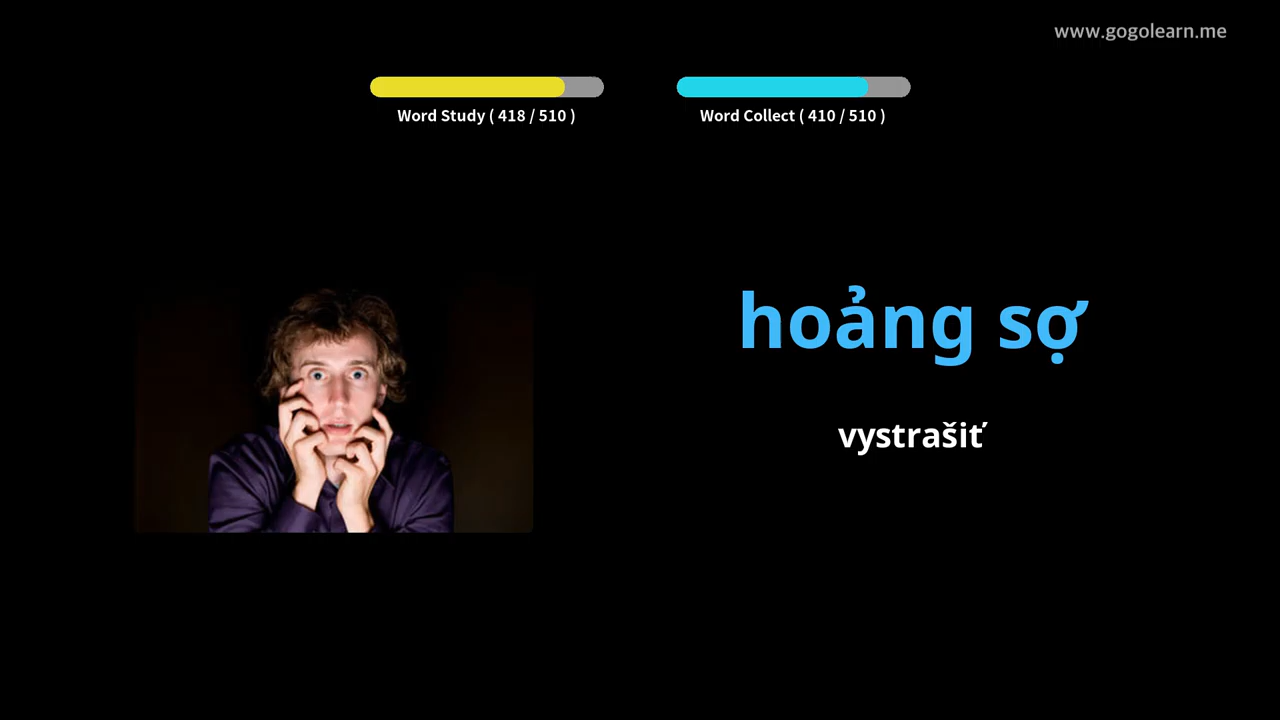 www.gogolearn.me
Word Study ( 418 / 510 )
Word Collect ( 410 / 510 )
hoảng sợ
vystrašiť